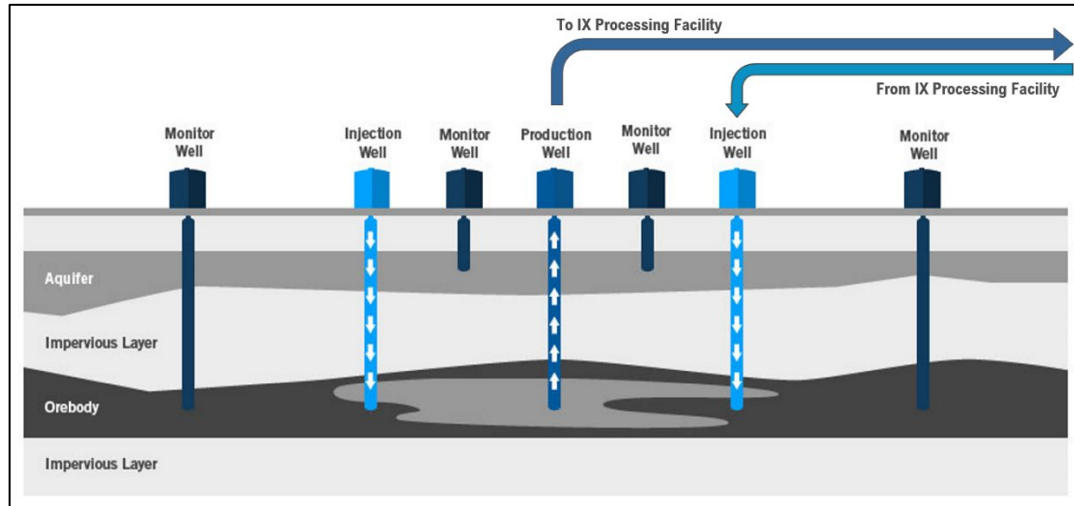 To IX Processing Facility
From IX Processing Facility
Monitor
Well
Injection
Well
Monitor
Well
Production
Well
Monitor
Well
Injection
Well
Monitor
Well
Aquifer
Impervious Layer
Orebody
Impervious Layer